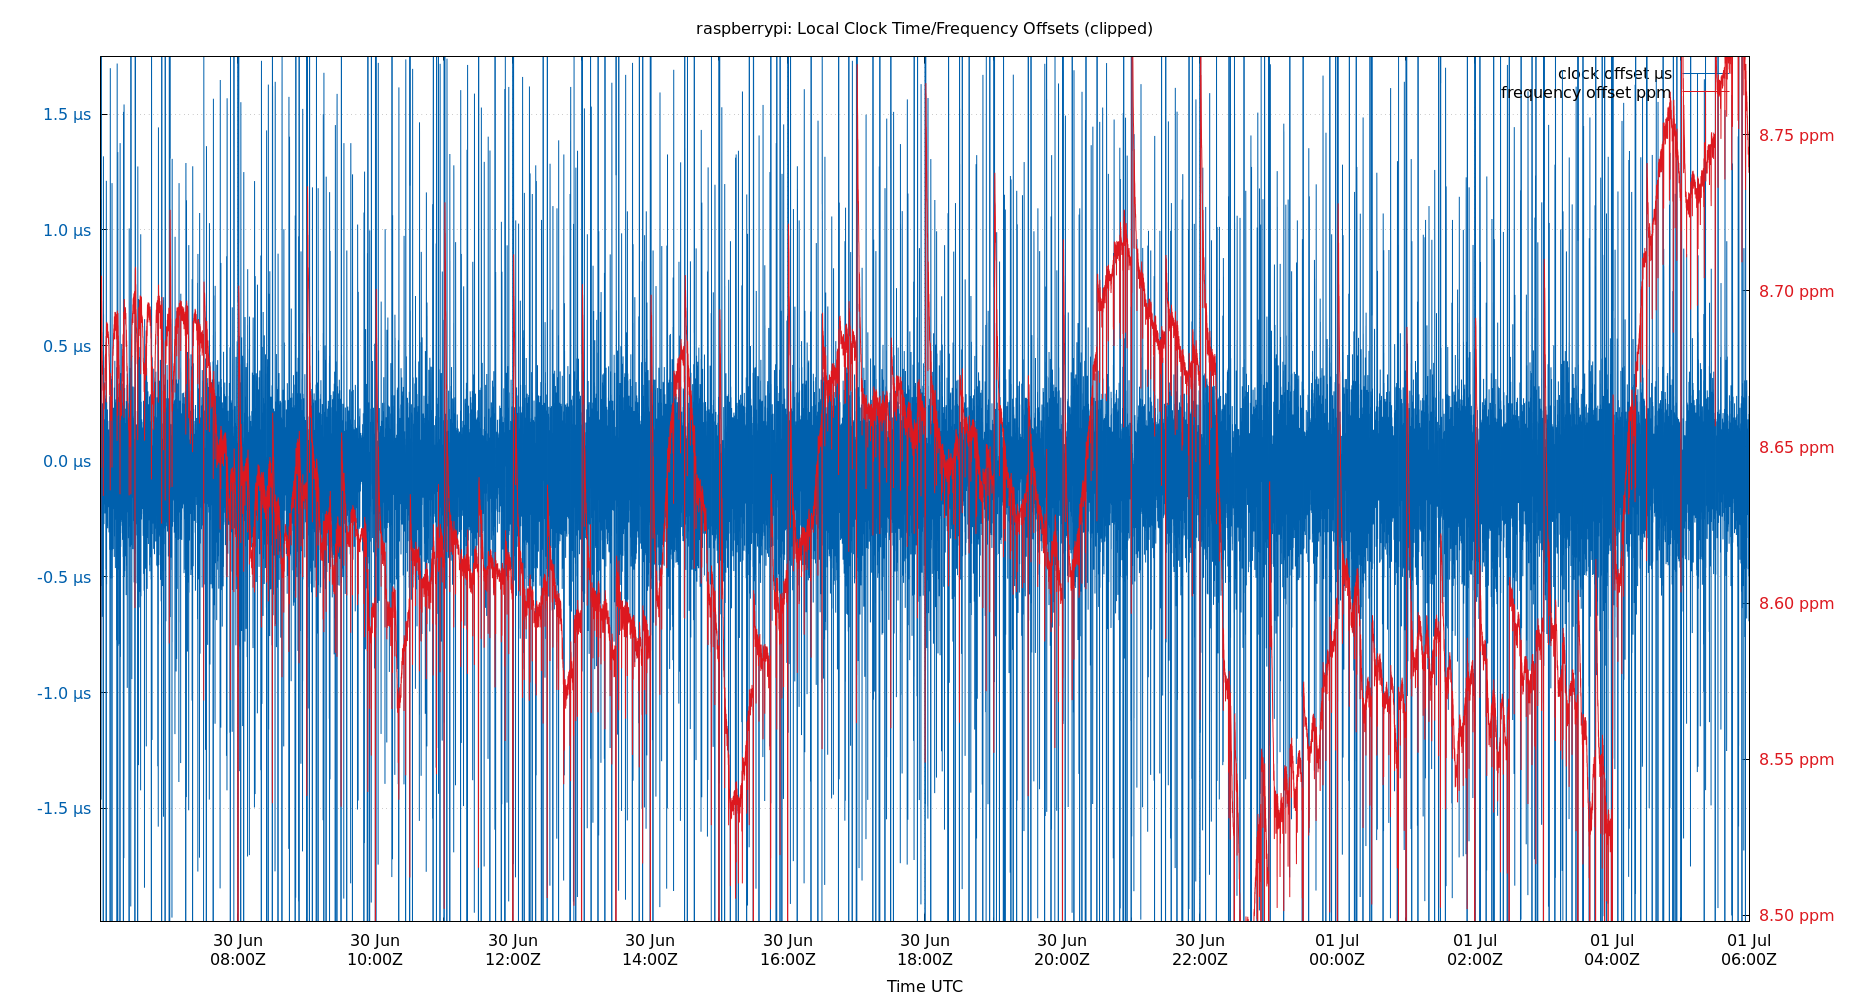 raspberrypi: Local Clock Time/Frequency Offsets (clipped)
clock offset µs
frequency offset ppm
1.5 µs
1.0 µs
0.5 µs
0.0 µs
-0.5 µs
-1.0 µs
-1.5 µs
8.75 ppm
8.70 ppm
8.65 ppm
8.60 ppm
8.55 ppm
8.50 ppm
30 Jun
08:00Z
30 Jun
10:00Z
30 Jun
12:00Z
30 Jun
14:00Z
30 Jun
16:00Z
30 Jun
18:00Z
30 Jun
20:00Z
30 Jun
22:00Z
01 Jul
00:00Z
01 Jul
02:00Z
01 Jul
04:00Z
01 Jul
06:00Z
Time UTC